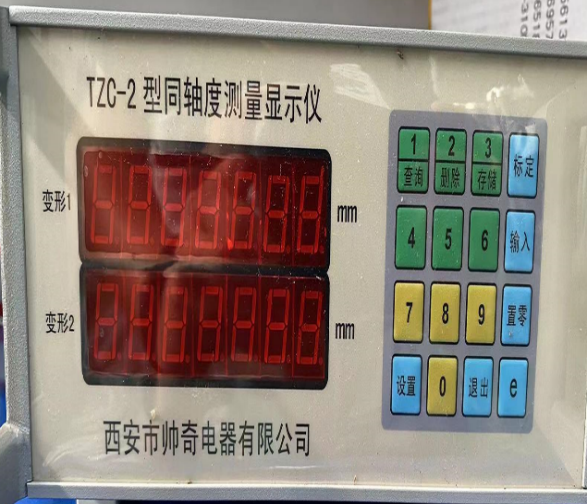 TZC-2 型同轴度测量显示仪
变形1
mm
变形2
mm
1 2 3 标定
查询 删除 存储
4 5 6 输入
7 8 9 置零
设置 0 退出 e
西安市帅奇电器有限公司